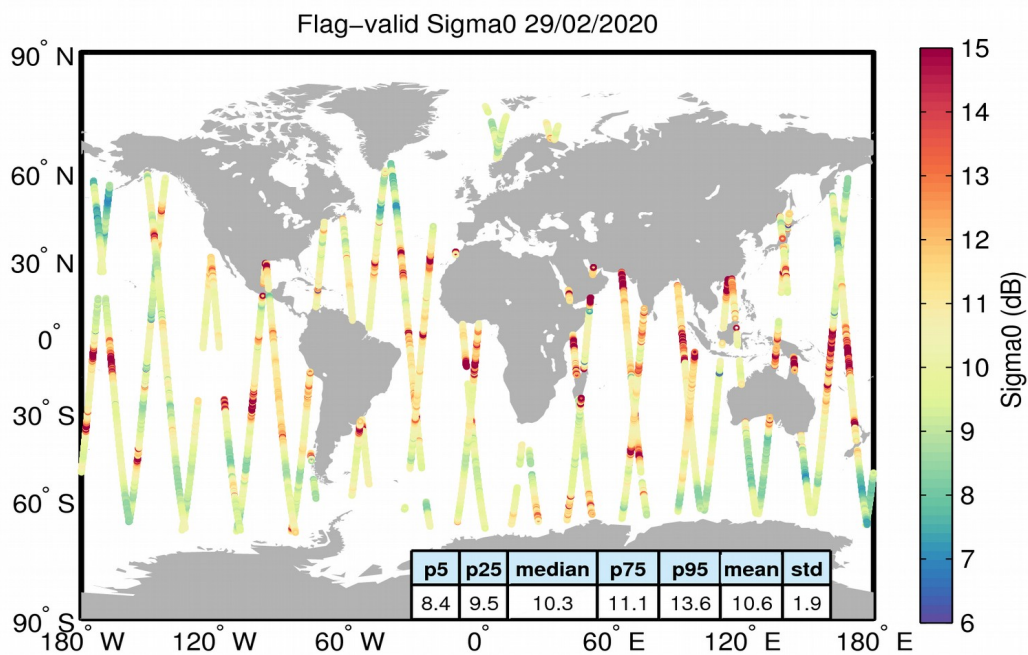 Flag−valid Sigma0 29/02/2020
90° N
60° N
30° N
0°
30° S
60° S
90° S
180° W
120° W
60° W
0°
60° E
120° E
180° E
p5 p25 median p75 p95 mean std
8.4 9.5 10.3 11.1 13.6 10.6 1.9
15
14
13
12
11
10
9
8
7
6
Sigma0 (dB)